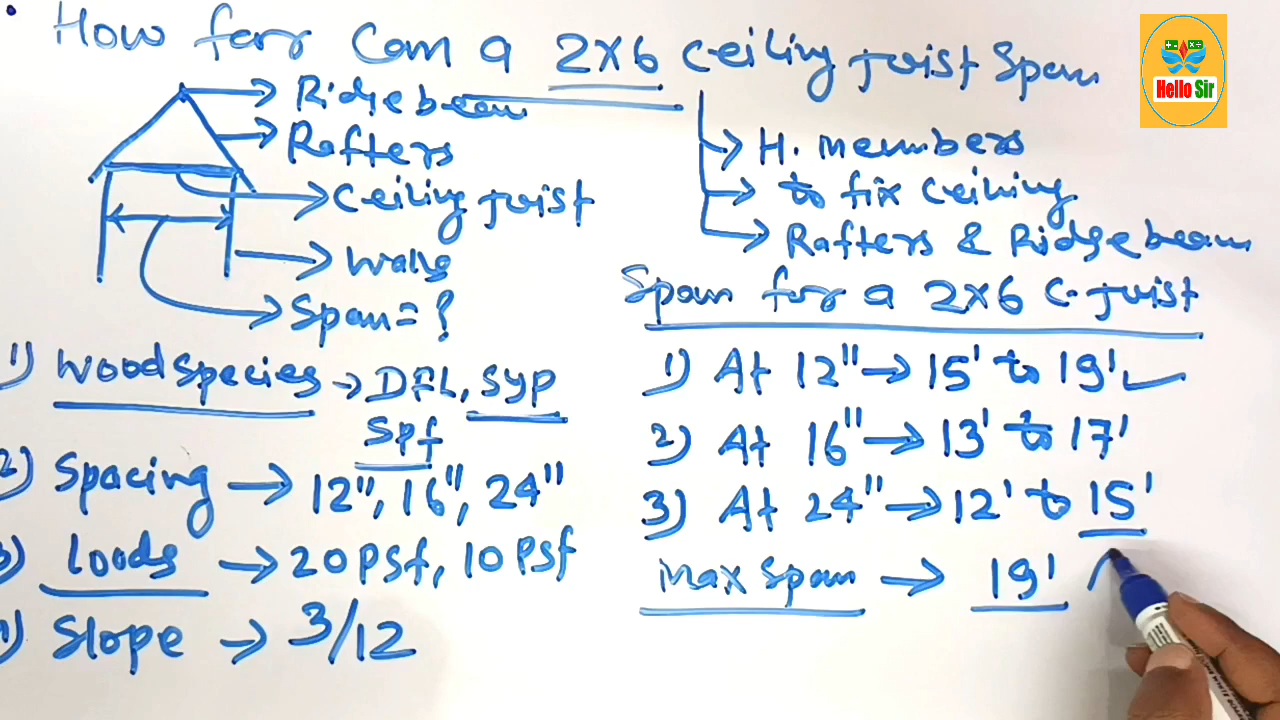 How far Can a 2x6 Ceiling Joist Span
Ridge beam
Rafters
Ceiling Joist
Walls
Span = ?
1) Wood species → DFL, SYP
Spf
2) Spacing → 12", 16", 24"
3) Loads → 20 PSf, 10 PSf
Slope → 3/12
Hello Sir
H. members
to fix ceiling
Rafters & Ridge beam
Span for a 2x6 C. Joist
1) At 12" → 15' to 19'
2) At 16" → 13' to 17'
3) At 24" → 12' to 15'
Max Span → 19'